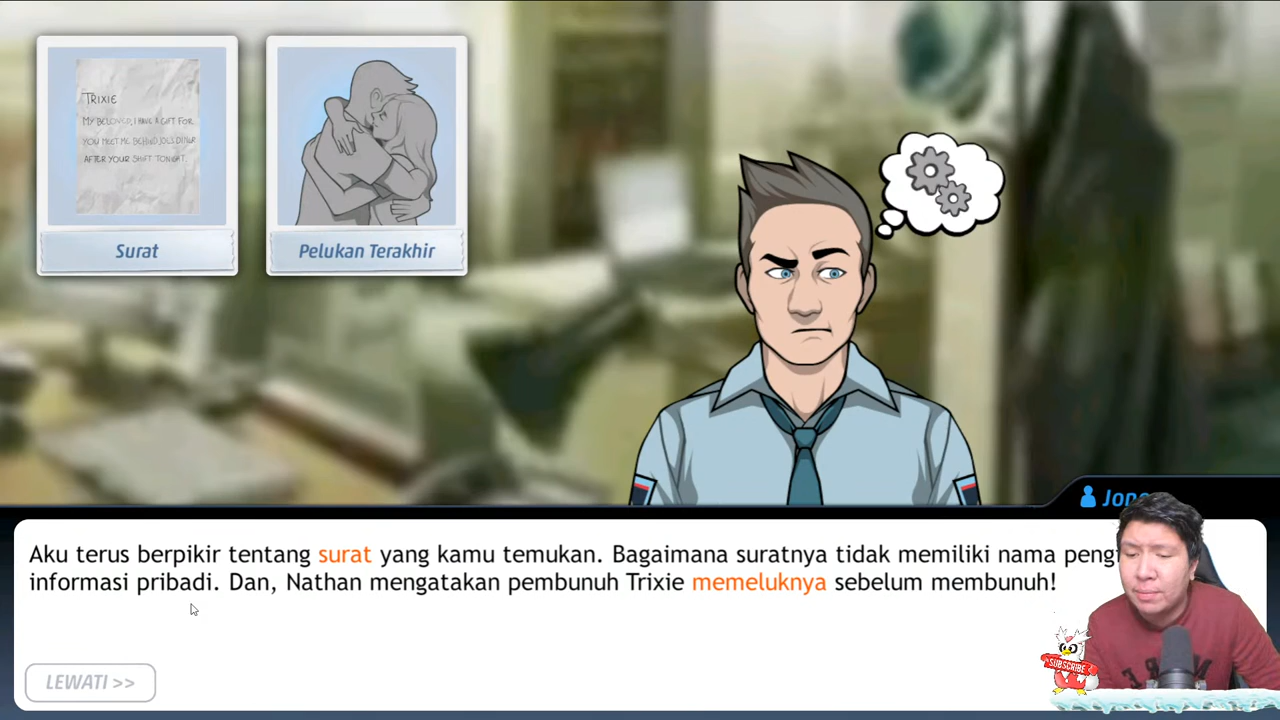 TRIXIE
MY BELOVED, I HAVE A GIFT FOR
YOU MEET ME BEHIND JOE'S DINER
AFTER YOUR SHIFT TONIGHT.
Surat
Pelukan Terakhir
Aku terus berpikir tentang surat yang kamu temukan. Bagaimana suratnya tidak memiliki nama
informasi pribadi. Dan, Nathan mengatakan pembunuh Trixie memeluknya sebelum membunuh!
SUBSCRIBE
LEWATI >>